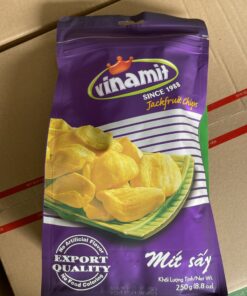 vinamit
SINCE 1988
Jackfruit Chips
No Artificial Flavor
EXPORT
QUALITY
No Food Coloring
Mít sấy
Khối Lượng Tịnh/Net Wt.
250g (8.8 oz)